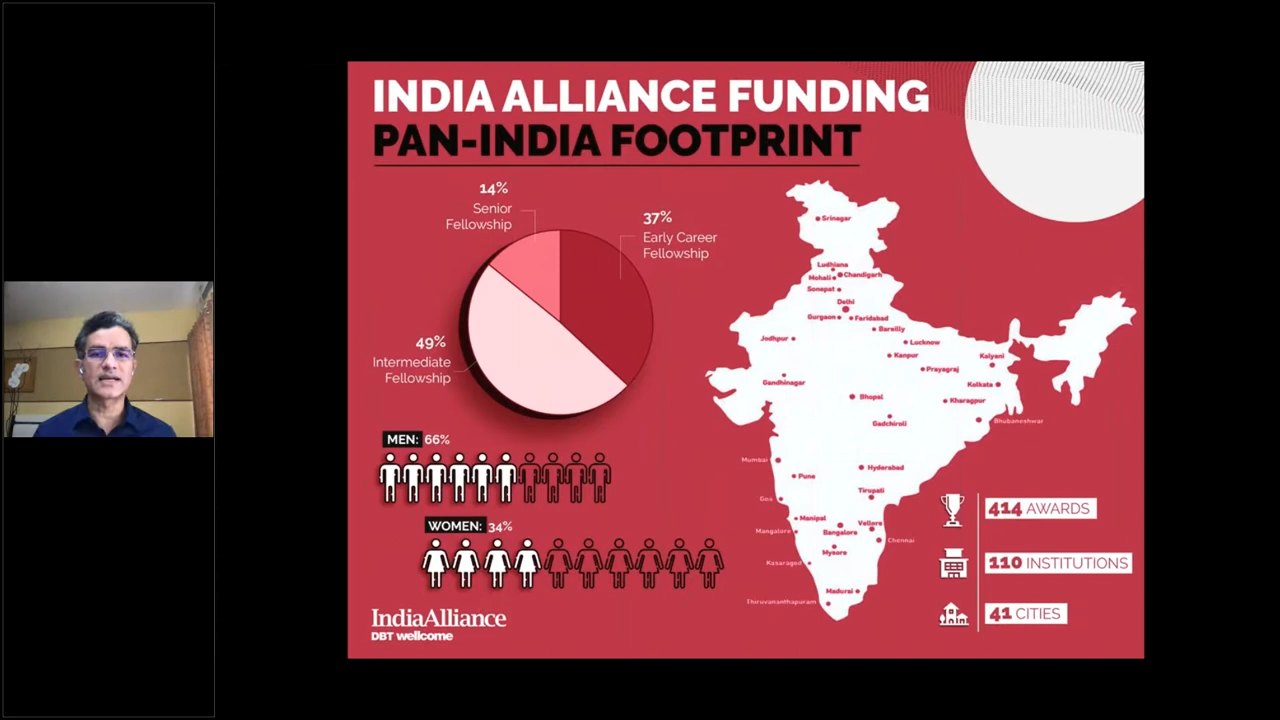 INDIA ALLIANCE FUNDING
PAN-INDIA FOOTPRINT
14%
Senior
Fellowship
37%
Early Career
Fellowship
49%
Intermediate
Fellowship
MEN: 66%
WOMEN: 34%
IndiaAlliance
DBT wellcome
Srinagar
Ludhiana
Mohali
Chandigarh
Sonepat
Delhi
Gurgaon
Faridabad
Bareilly
Jodhpur
Lucknow
Kanpur
Kalyani
Prayagraj
Gandhinagar
Kolkata
Bhopal
Kharagpur
Gadchiroli
Bhubaneshwar
Mumbai
Hyderabad
Pune
Tirupati
Goa
Manipal
Vellore
Mangalore
Bangalore
Chennai
Mysore
Kasaragod
Madurai
Thiruvananthapuram
414 AWARDS
110 INSTITUTIONS
41 CITIES